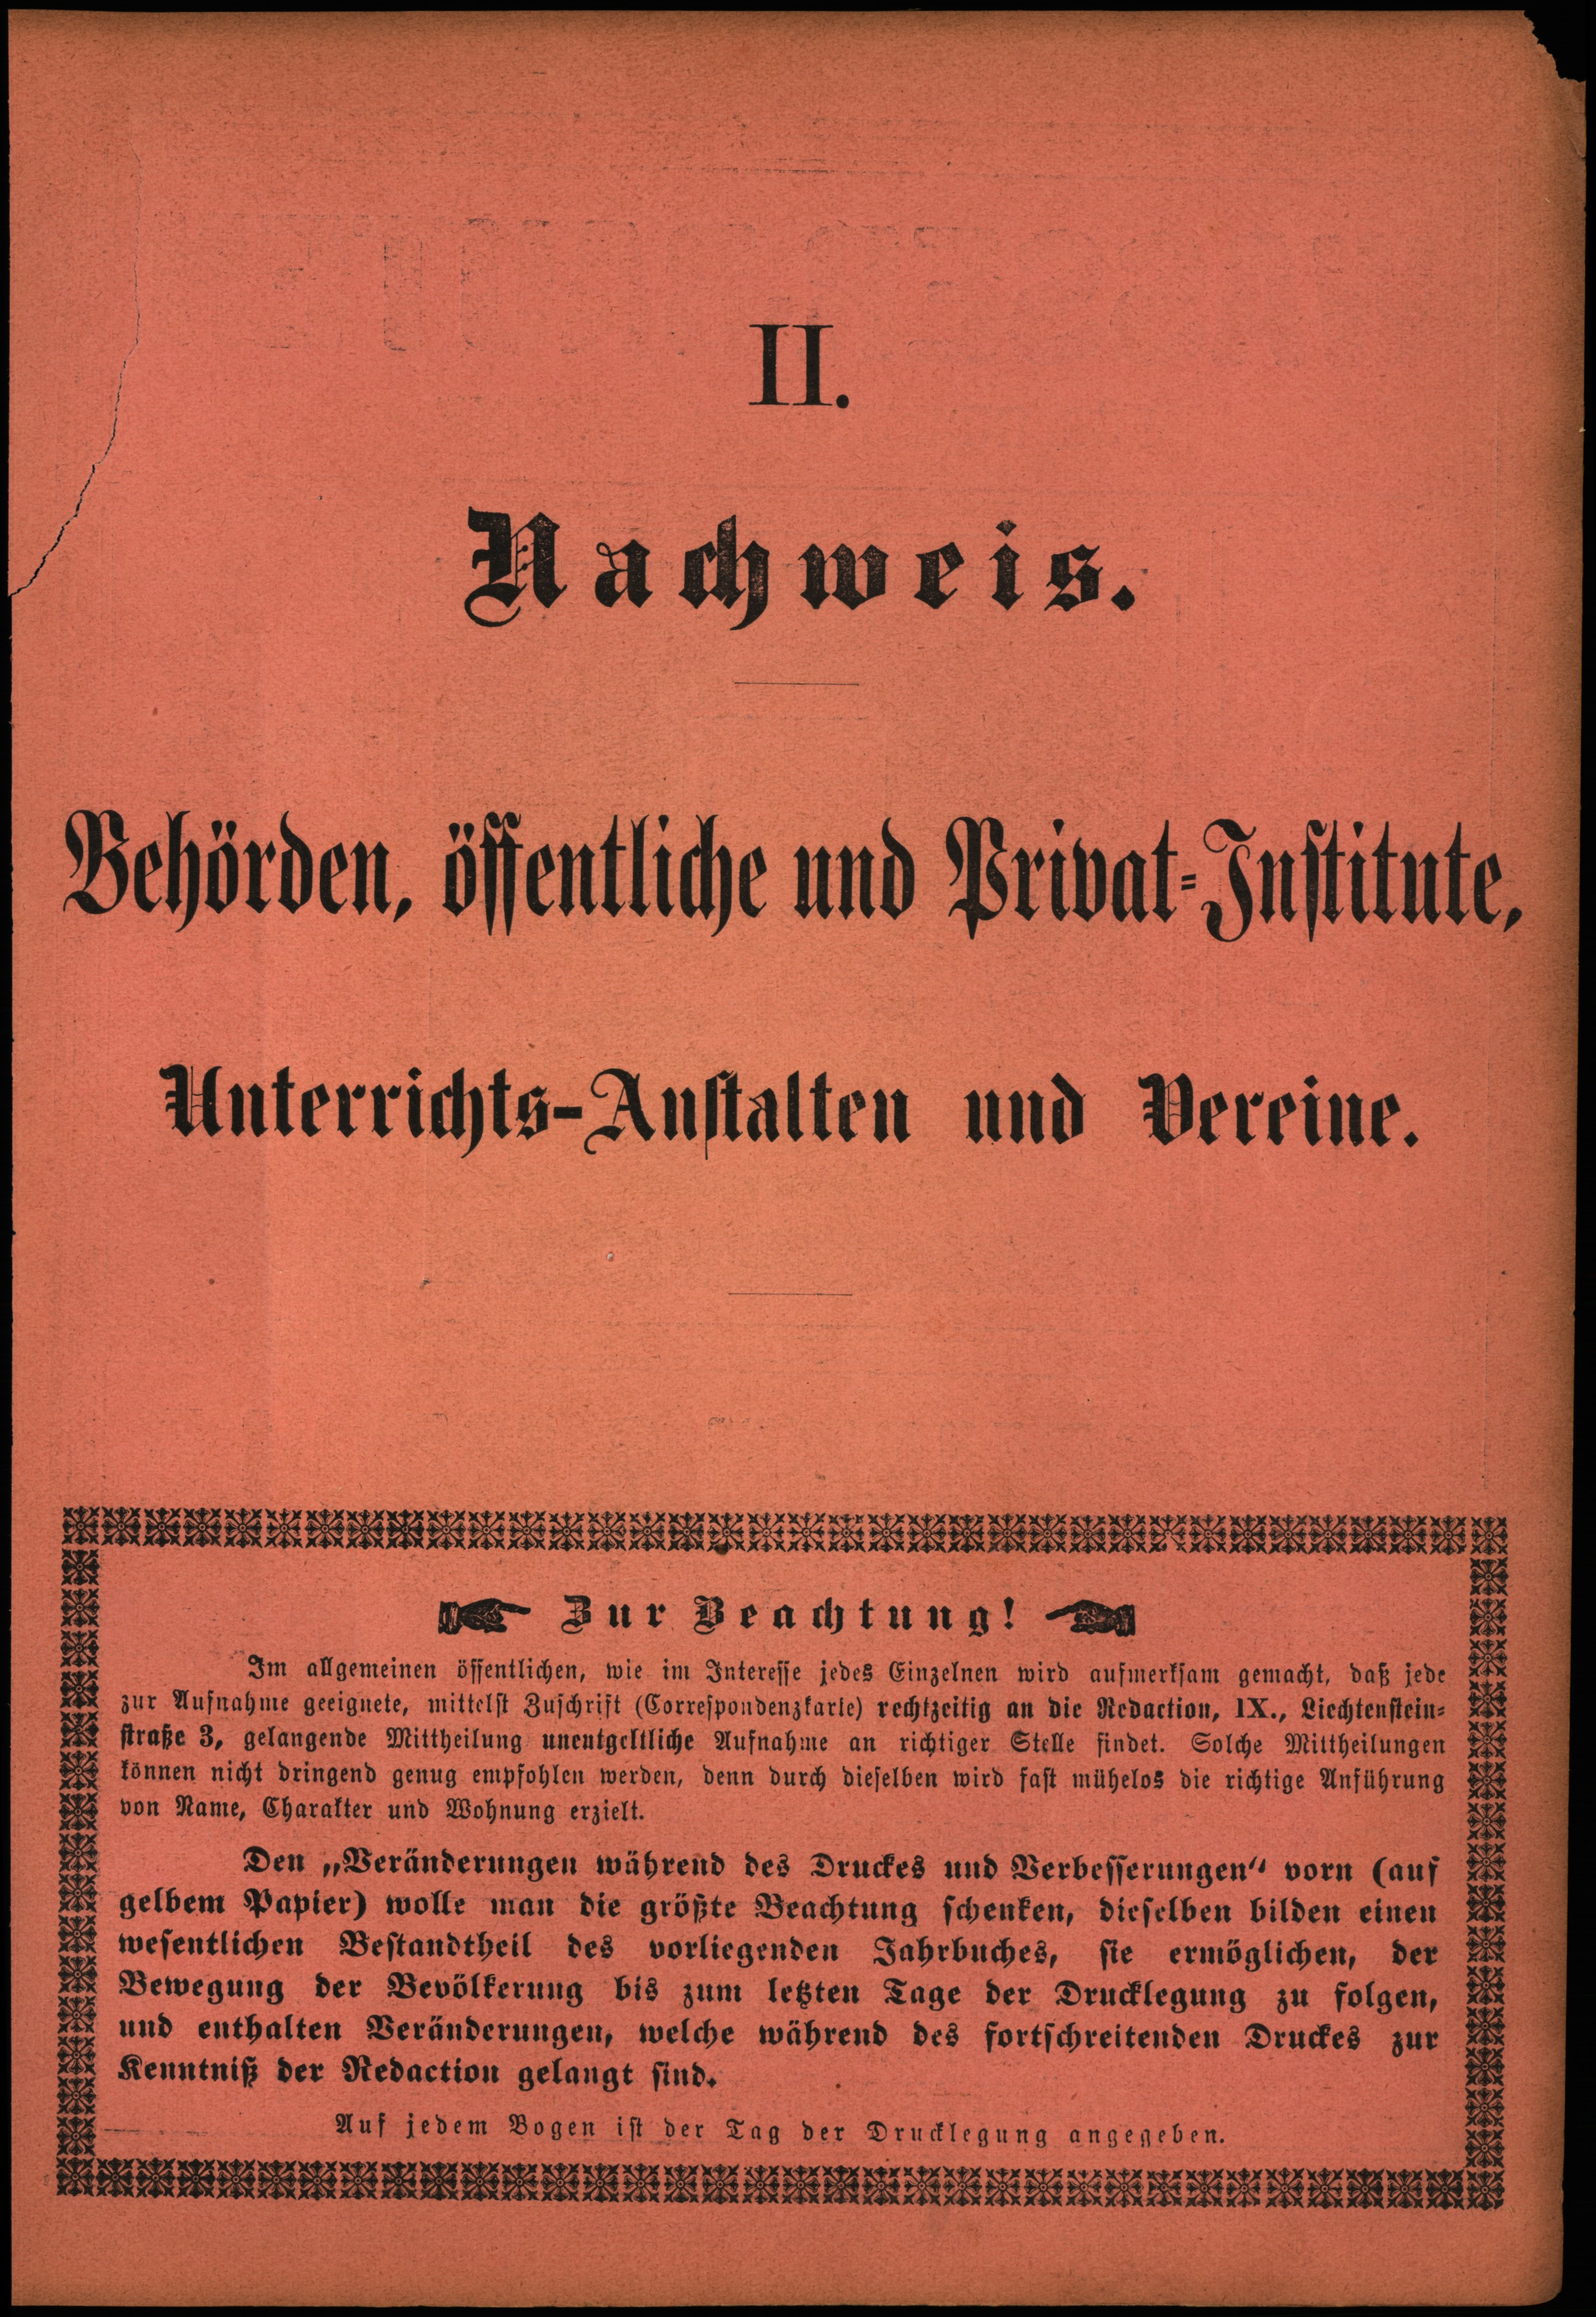 II.
Nachweis.
Behörden, öffentliche und Privat-Institute,
Unterrichts-Anstalten und Vereine.
Zur Beachtung!
Im allgemeinen öffentlichen, wie im Interesse jedes Einzelnen wird aufmerksam gemacht, daß jede
zur Aufnahme geeignete, mittelst Zuschrift (Correspondenzkarte) rechtzeitig an die Redaction, IX., Liechtenstein-
straße 3, gelangende Mittheilung unentgeltliche Aufnahme an richtiger Stelle findet. Solche Mittheilungen
können nicht dringend genug empfohlen werden, denn durch dieselben wird fast mühelos die richtige Anführung
von Name, Charakter und Wohnung erzielt.
Den „Veränderungen während des Druckes und Verbesserungen“ vorn (auf
gelbem Papier) wolle man die größte Beachtung schenken, dieselben bilden einen
wesentlichen Bestandtheil des vorliegenden Jahrbuches, sie ermöglichen, der
Bewegung der Bevölkerung bis zum letzten Tage der Drucklegung zu folgen,
und enthalten Veränderungen, welche während des fortschreitenden Druckes zur
Kenntniß der Redaction gelangt sind.
Auf jedem Bogen ist der Tag der Drucklegung angegeben.